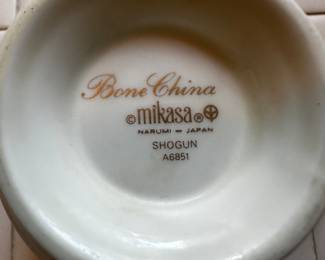 Bone China
© mikasa ®
NARUMI – JAPAN
SHOGUN
A6851